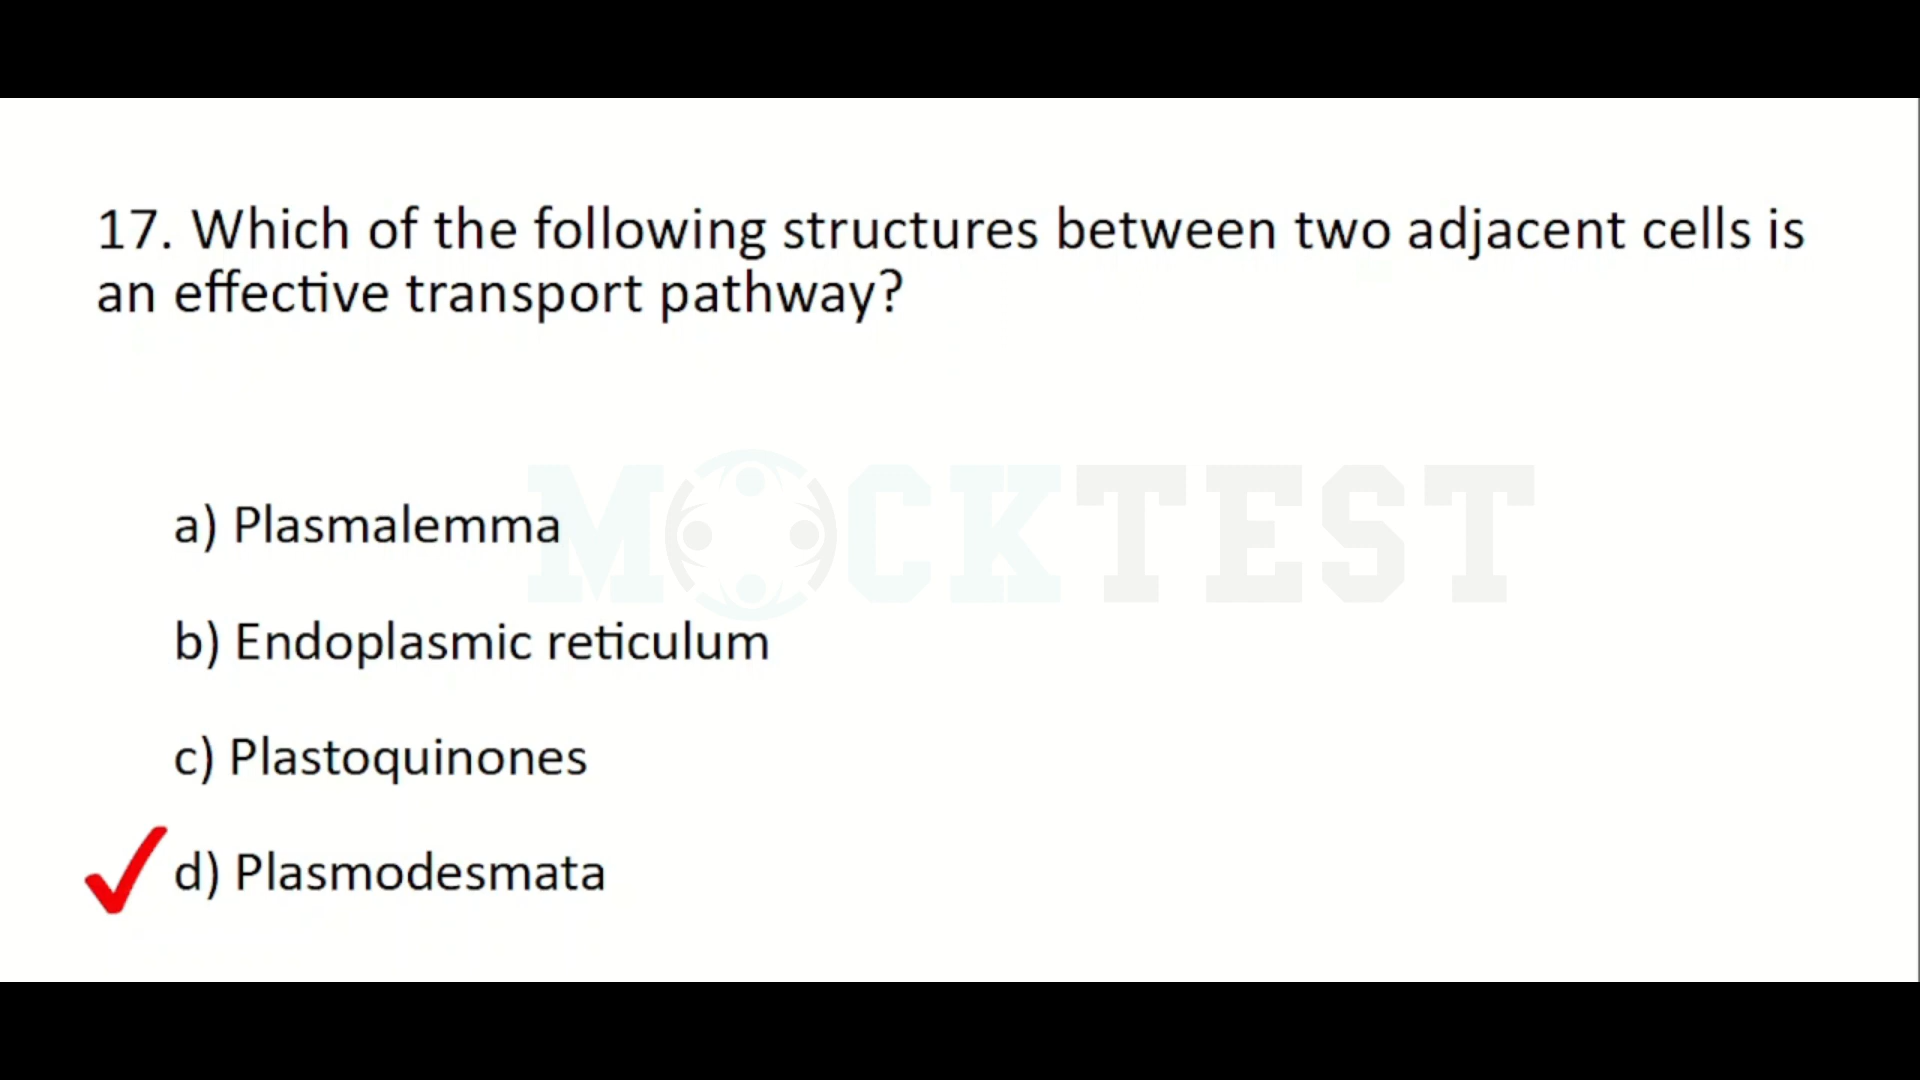 17. Which of the following structures between two adjacent cells is
an effective transport pathway?
MOCKTEST
a) Plasmalemma
b) Endoplasmic reticulum
c) Plastoquinones
d) Plasmodesmata